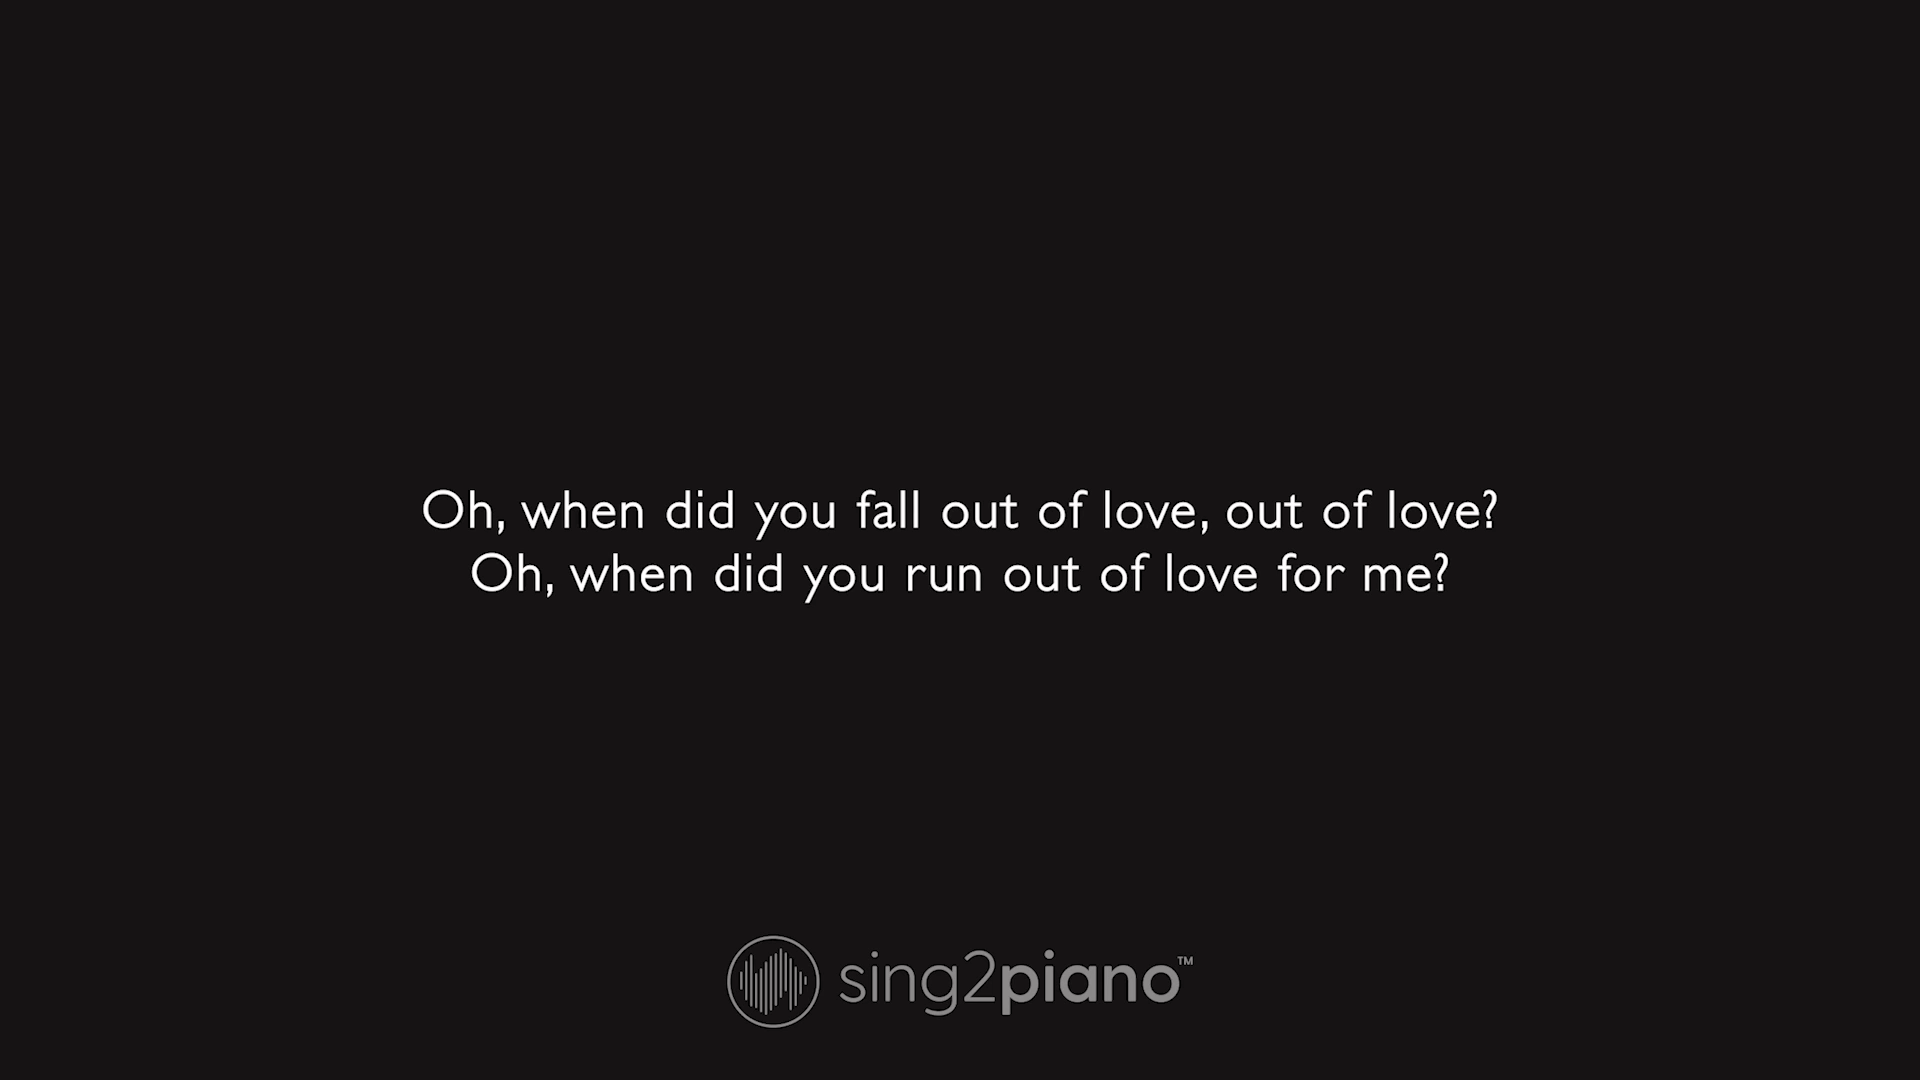 Oh, when did you fall out of love, out of love?
Oh, when did you run out of love for me?
sing2piano™